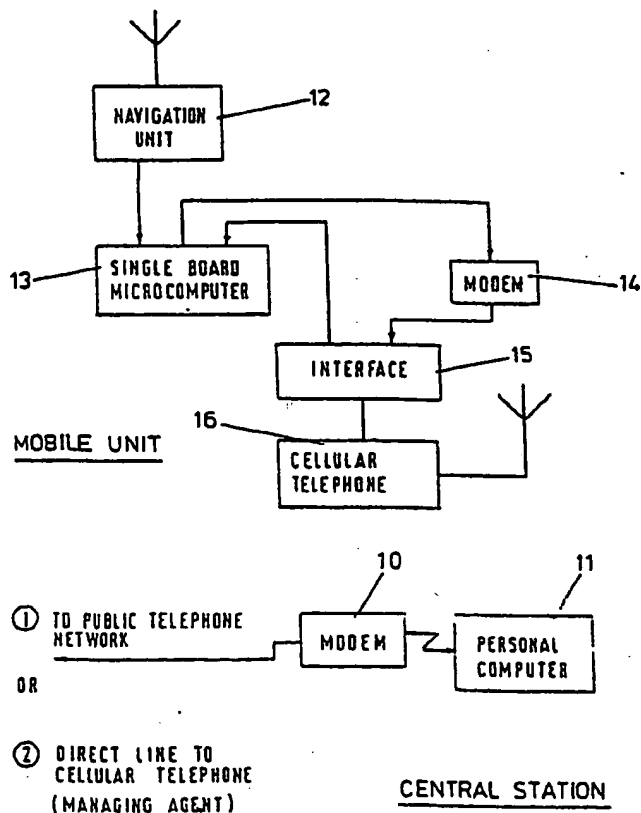 NAVIGATION
UNIT
12
13
SINGLE BOARD
MICROCOMPUTER
MODEM
14
INTERFACE
15
16
MOBILE UNIT
CELLULAR
TELEPHONE
10
11
① TO PUBLIC TELEPHONE
NETWORK
MODEM
PERSONAL
COMPUTER
OR
② DIRECT LINE TO
CELLULAR TELEPHONE
(MANAGING AGENT)
CENTRAL STATION